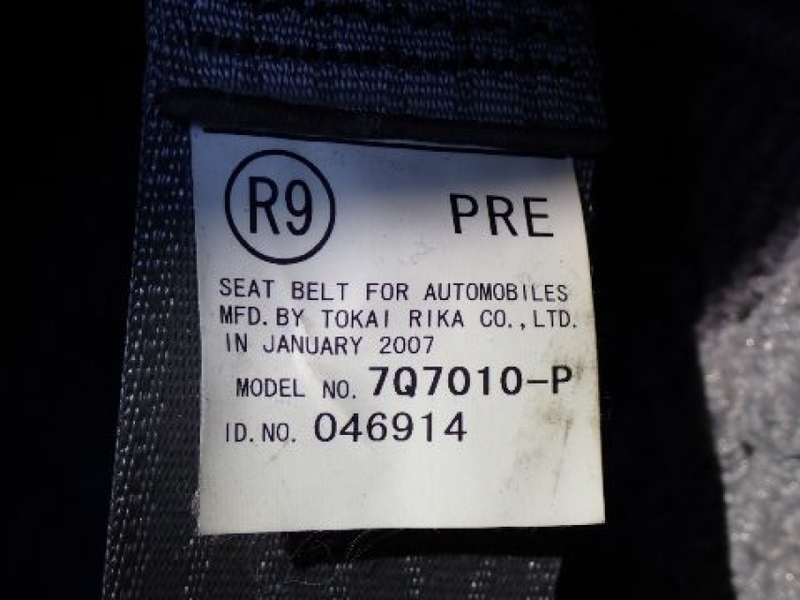 R9 PRE
SEAT BELT FOR AUTOMOBILES
MFD. BY TOKAI RIKA CO., LTD.
IN JANUARY 2007
MODEL NO. 7Q7010-P
ID. NO. 046914